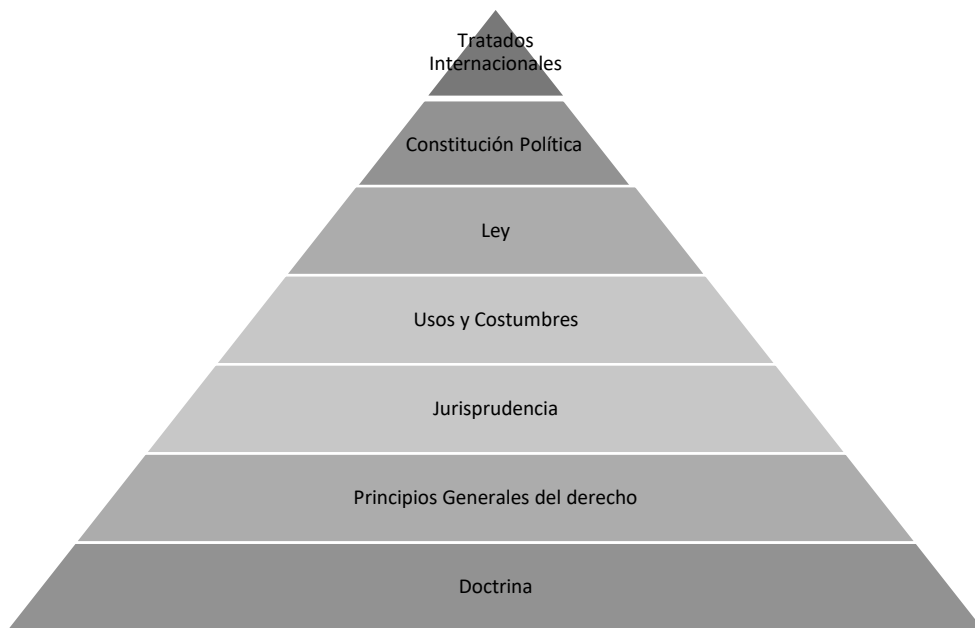 Tratados
Internacionales
Constitución Política
Ley
Usos y Costumbres
Jurisprudencia
Principios Generales del derecho
Doctrina